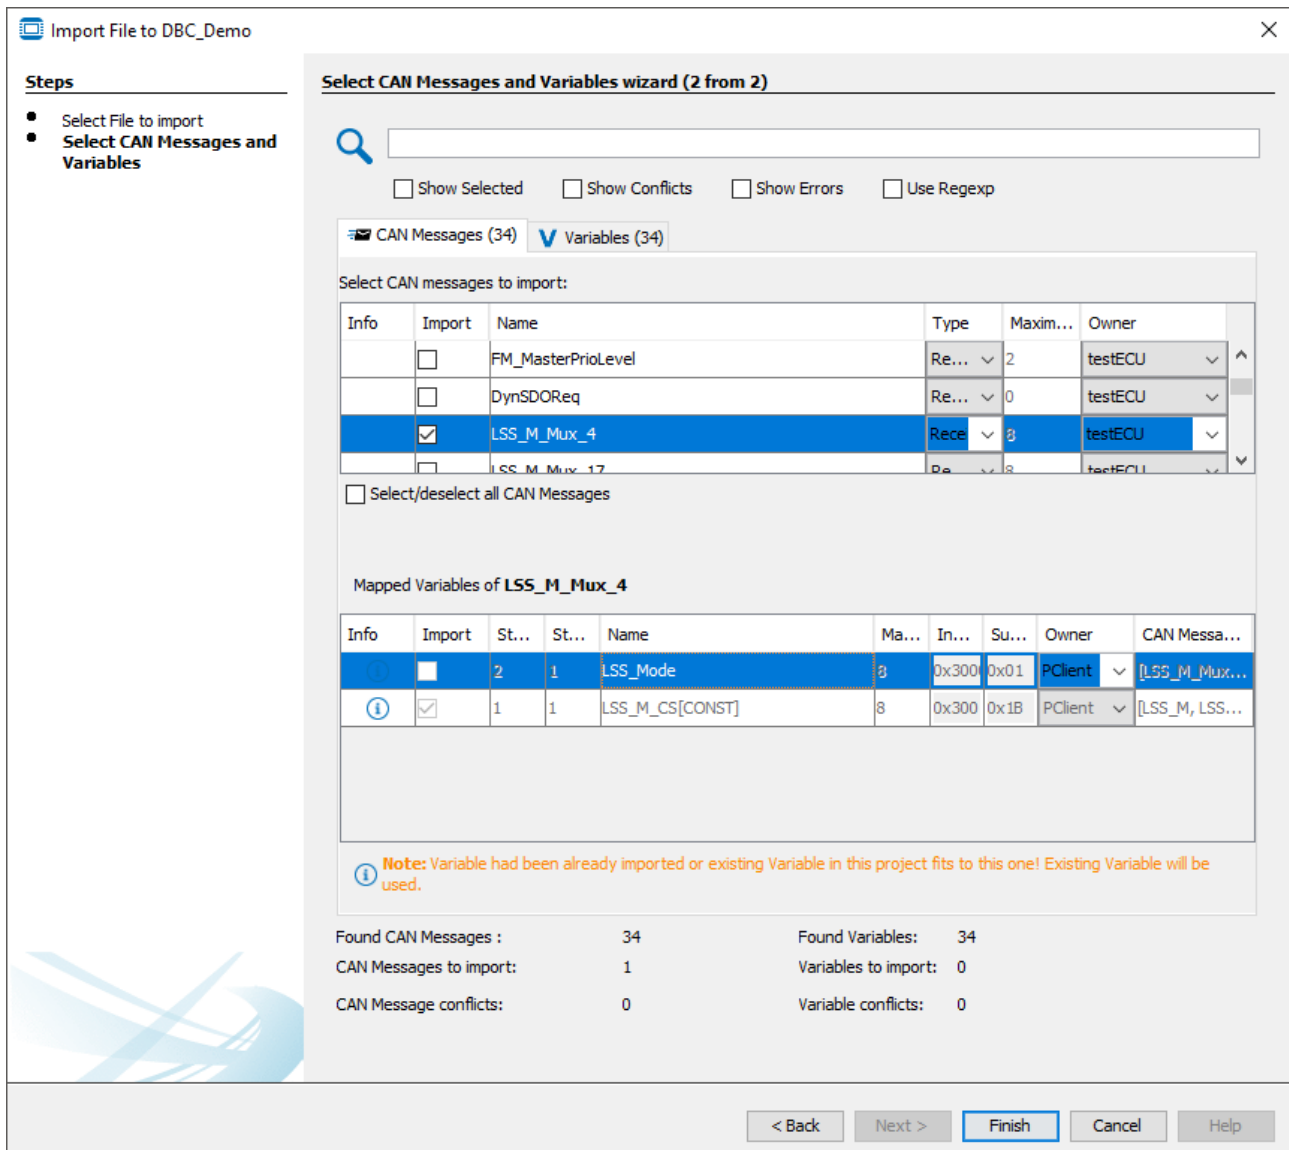 Import File to DBC_Demo
Steps
Select File to import
Select CAN Messages and
Variables
Select CAN Messages and Variables wizard (2 from 2)
Show Selected Show Conflicts Show Errors Use Regexp
CAN Messages (34) Variables (34)
Select CAN messages to import:
Info Import Name Type Maxim... Owner
FM_MasterPrioLevel Re... 2 testECU
DynSDOReq Re... 0 testECU
LSS_M_Mux_4 Rece 8 testECU
LSS_M_Mux_17 Re... 8 testECU
Select/deselect all CAN Messages
Mapped Variables of LSS_M_Mux_4
Info Import St... St... Name Ma... In... Su... Owner CAN Messa...
2 1 LSS_Mode 8 0x300 0x01 PClient [LSS_M_Mux...
1 1 LSS_M_CS[CONST] 8 0x300 0x1B PClient [LSS_M, LSS...
Note: Variable had been already imported or existing Variable in this project fits to this one! Existing Variable will be
used.
Found CAN Messages : 34 Found Variables: 34
CAN Messages to import: 1 Variables to import: 0
CAN Message conflicts: 0 Variable conflicts: 0
< Back Next > Finish Cancel Help